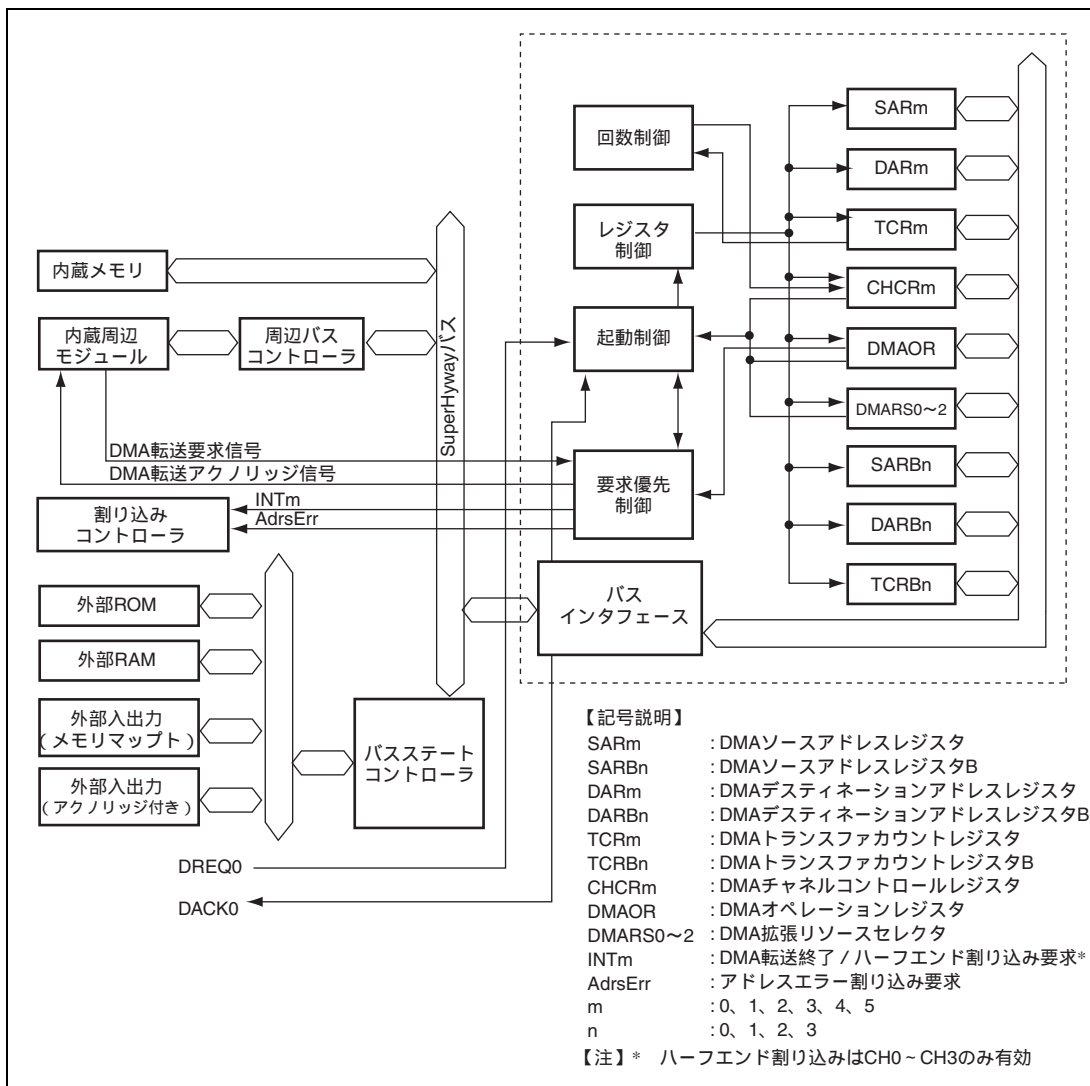 回数制御
レジスタ
制御
起動制御
要求優先
制御
バス
インタフェース
SARm
DARm
TCRm
CHCRm
DMAOR
DMARS0～2
SARBn
DARBn
TCRBn
内蔵メモリ
内蔵周辺
モジュール
周辺バス
コントローラ
SuperHywayバス
DMA転送要求信号
DMA転送アクノリッジ信号
INTm
AdrsErr
割り込み
コントローラ
外部ROM
外部RAM
外部入出力
(メモリマップト)
外部入出力
(アクノリッジ付き)
バスステート
コントローラ
DREQ0
DACK0
【記号説明】
SARm :DMAソースアドレスレジスタ
SARBn :DMAソースアドレスレジスタB
DARm :DMAデスティネーションアドレスレジスタ
DARBn :DMAデスティネーションアドレスレジスタB
TCRm :DMAトランスファカウントレジスタ
TCRBn :DMAトランスファカウントレジスタB
CHCRm :DMAチャネルコントロールレジスタ
DMAOR :DMAオペレーションレジスタ
DMARS0～2 :DMA拡張リソースセレクタ
INTm :DMA転送終了/ハーフエンド割り込み要求*
AdrsErr :アドレスエラー割り込み要求
m :0、1、2、3、4、5
n :0、1、2、3
【注】* ハーフエンド割り込みはCH0～CH3のみ有効